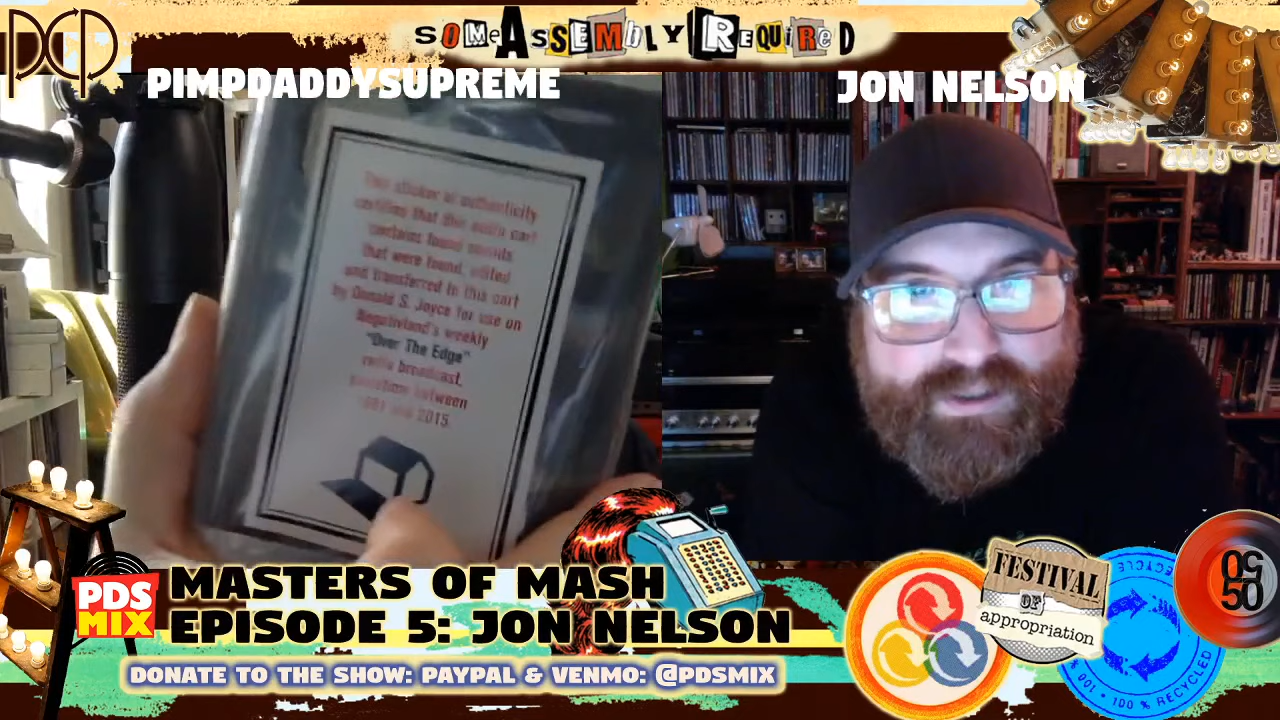 SOME ASSEMBLY REQUIRED
PIMPDADDYSUPREME
JON NELSON
This sticker of authenticity
certifies that this audio cart
contains found sounds
that were found, edited
and transferred to this cart
by Donald S. Joyce for use on
Negativland's weekly
"Over The Edge"
radio broadcast,
sometime between
1981 and 2015.
PDS
MIX
MASTERS OF MASH
EPISODE 5: JON NELSON
DONATE TO THE SHOW: PAYPAL & VENMO: @PDSMIX
FESTIVAL
OF
appropriation
100 % RECYCLED
50